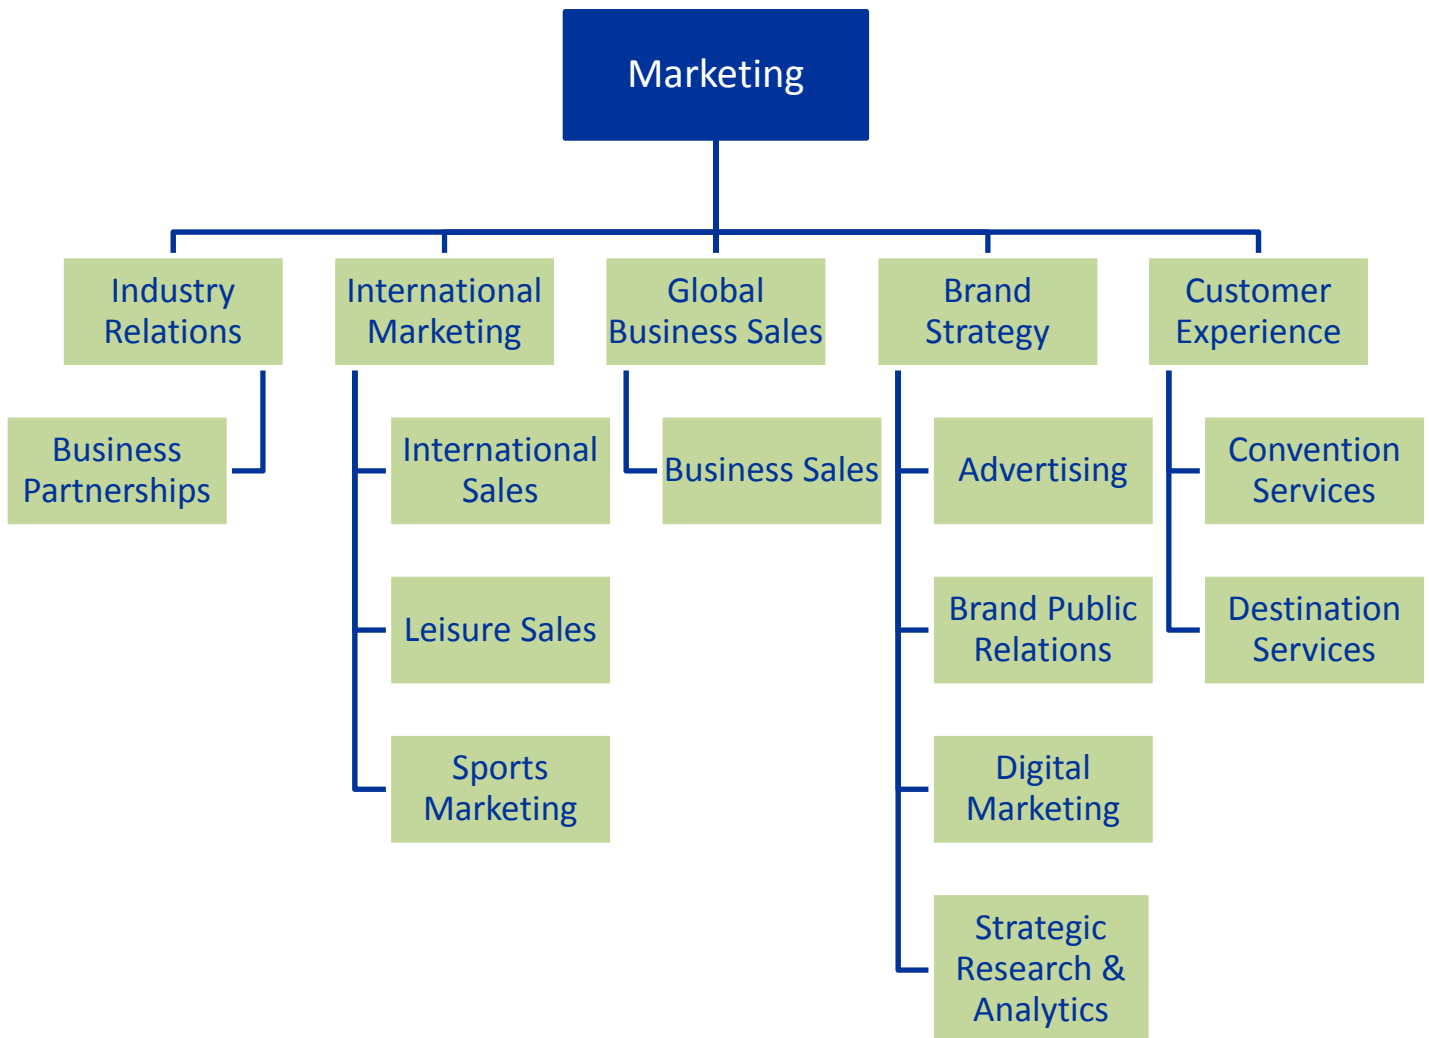 Marketing
Industry
Relations
International
Marketing
Global
Business Sales
Brand
Strategy
Customer
Experience
Business
Partnerships
International
Sales
Business Sales
Advertising
Convention
Services
Leisure Sales
Brand Public
Relations
Destination
Services
Sports
Marketing
Digital
Marketing
Strategic
Research &
Analytics